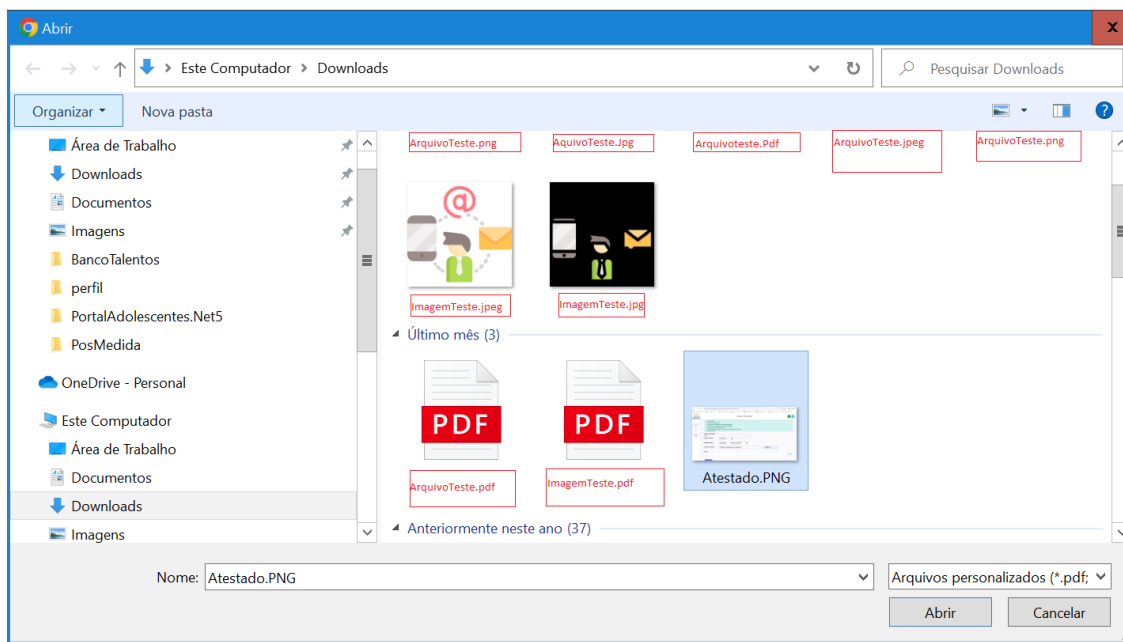 Abrir
Este Computador > Downloads
Pesquisar Downloads
Organizar
Nova pasta
Área de Trabalho
Downloads
Documentos
Imagens
BancoTalentos
perfil
PortalAdolescentes.Net5
PosMedida
OneDrive - Personal
Este Computador
Área de Trabalho
Documentos
Downloads
Imagens
ArquivoTeste.png
AquivoTeste.Jpg
Arquivoteste.Pdf
ArquivoTeste.jpeg
ArquivoTeste.png
@
ImagemTeste.jpeg
ImagemTeste.jpg
Último mês (3)
PDF
PDF
ArquivoTeste.pdf
ImagemTeste.pdf
Atestado.PNG
Anteriormente neste ano (37)
Nome: Atestado.PNG
Arquivos personalizados (*.pdf;
Abrir
Cancelar